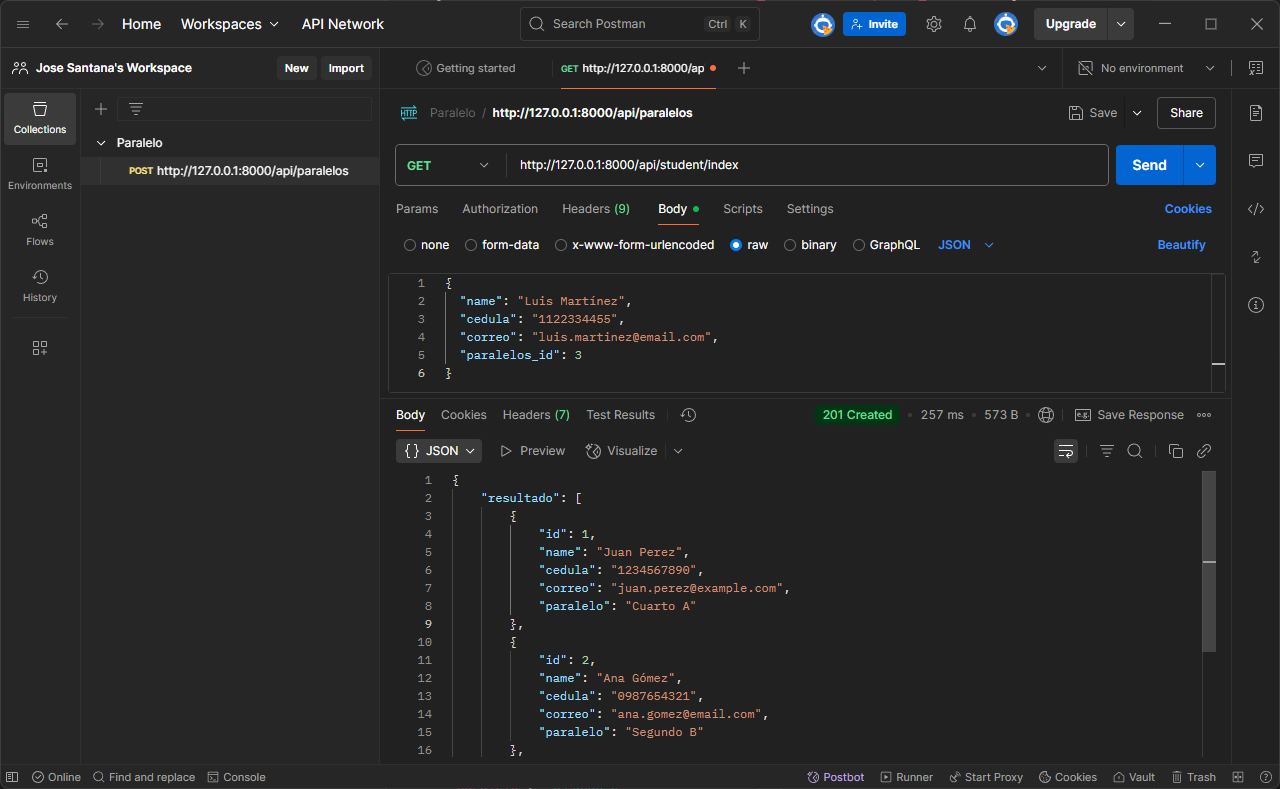 Home Workspaces API Network Search Postman Ctrl K Invite Upgrade
Jose Santana's Workspace New Import Getting started GET http://127.0.0.1:8000/ap No environment
Collections
Environments
Flows
History
Paralelo
POST http://127.0.0.1:8000/api/paralelos
HTTP Paralelo / http://127.0.0.1:8000/api/paralelos Save Share
GET http://127.0.0.1:8000/api/student/index Send
Params Authorization Headers (9) Body Scripts Settings Cookies
none form-data x-www-form-urlencoded raw binary GraphQL JSON Beautify
1 {
2 "name": "Luis Martínez",
3 "cedula": "1122334455",
4 "correo": "luis.martinez@email.com",
5 "paralelos_id": 3
6 }
Body Cookies Headers (7) Test Results 201 Created 257 ms 573 B e.g. Save Response
{} JSON Preview Visualize
1 {
2 "resultado": [
3 {
4 "id": 1,
5 "name": "Juan Perez",
6 "cedula": "1234567890",
7 "correo": "juan.perez@example.com",
8 "paralelo": "Cuarto A"
9 },
10 {
11 "id": 2,
12 "name": "Ana Gómez",
13 "cedula": "0987654321",
14 "correo": "ana.gomez@email.com",
15 "paralelo": "Segundo B"
16 },
Online Find and replace Console Postbot Runner Start Proxy Cookies Vault Trash